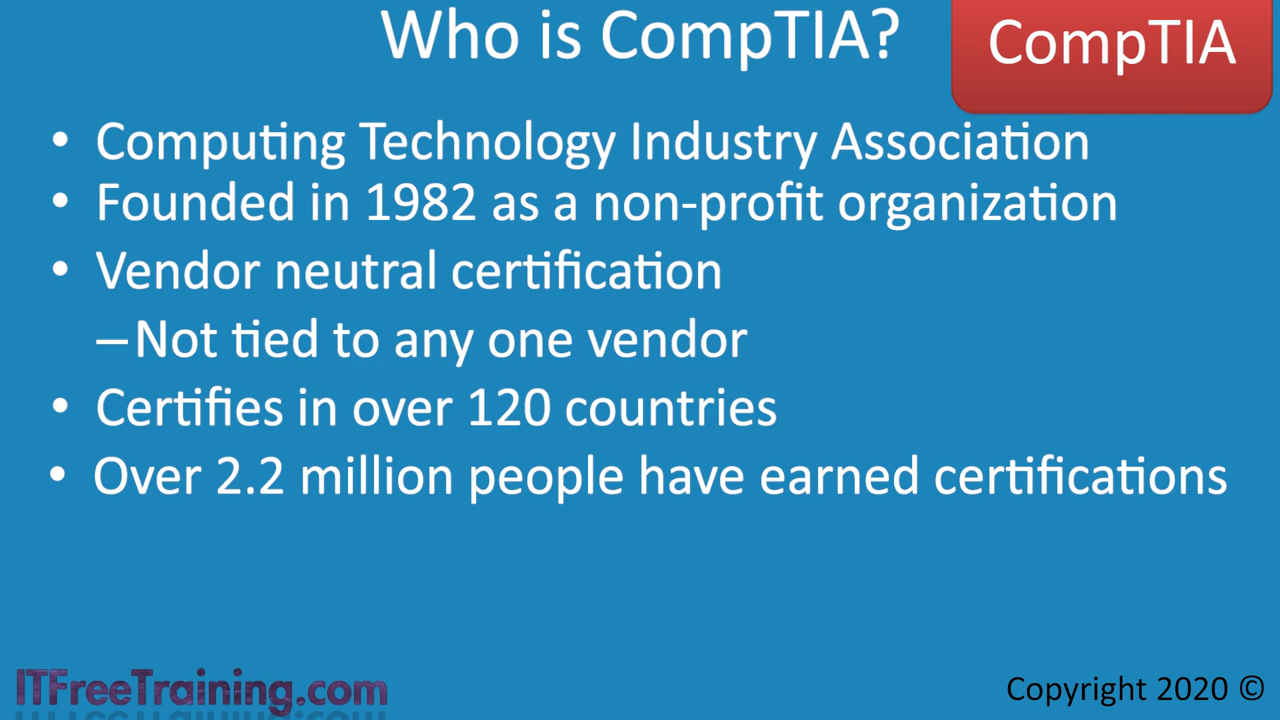 Who is CompTIA?
CompTIA
• Computing Technology Industry Association
• Founded in 1982 as a non-profit organization
• Vendor neutral certification
–Not tied to any one vendor
• Certifies in over 120 countries
• Over 2.2 million people have earned certifications
ITFreeTraining.com
Copyright 2020 ©